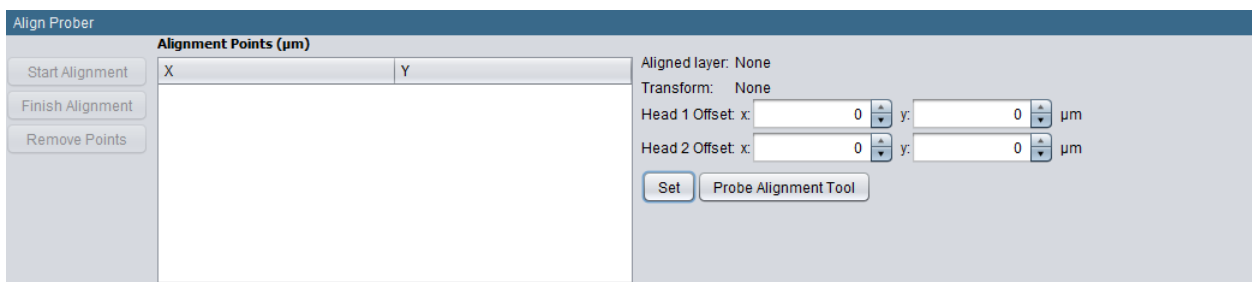 Align Prober
Alignment Points (µm)
Start Alignment
Finish Alignment
Remove Points
X Y
Aligned layer: None
Transform: None
Head 1 Offset: x: 0 y: 0 µm
Head 2 Offset: x: 0 y: 0 µm
Set Probe Alignment Tool